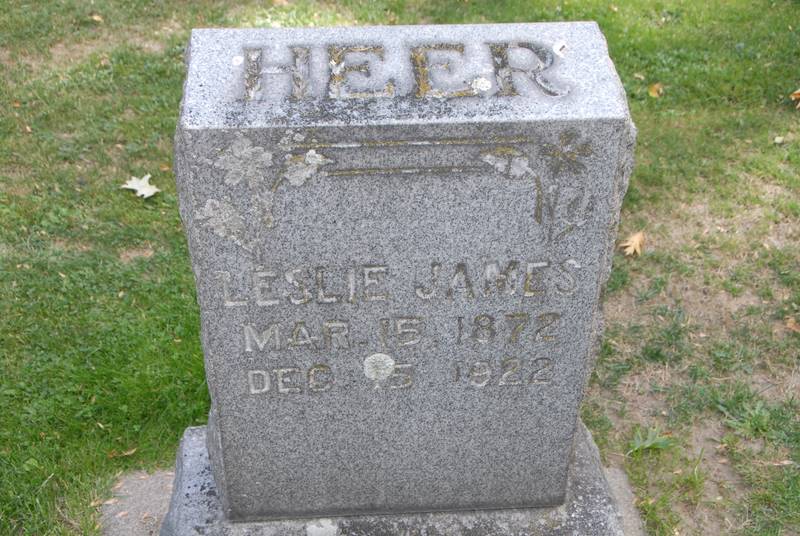 HEER
LESLIE JAMES
MAR. 15, 1872
DEC. 1922